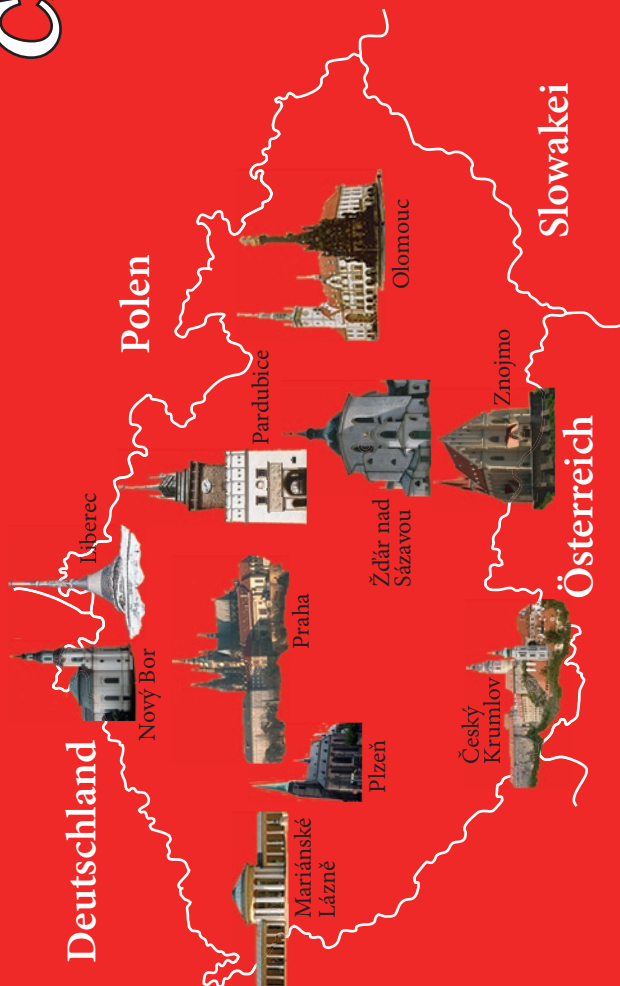 C
Deutschland
Polen
Slowakei
Österreich
Nový Bor
Liberec
Mariánské
Lázně
Plzeň
Praha
Pardubice
Olomouc
Žďár nad
Sázavou
Český
Krumlov
Znojmo